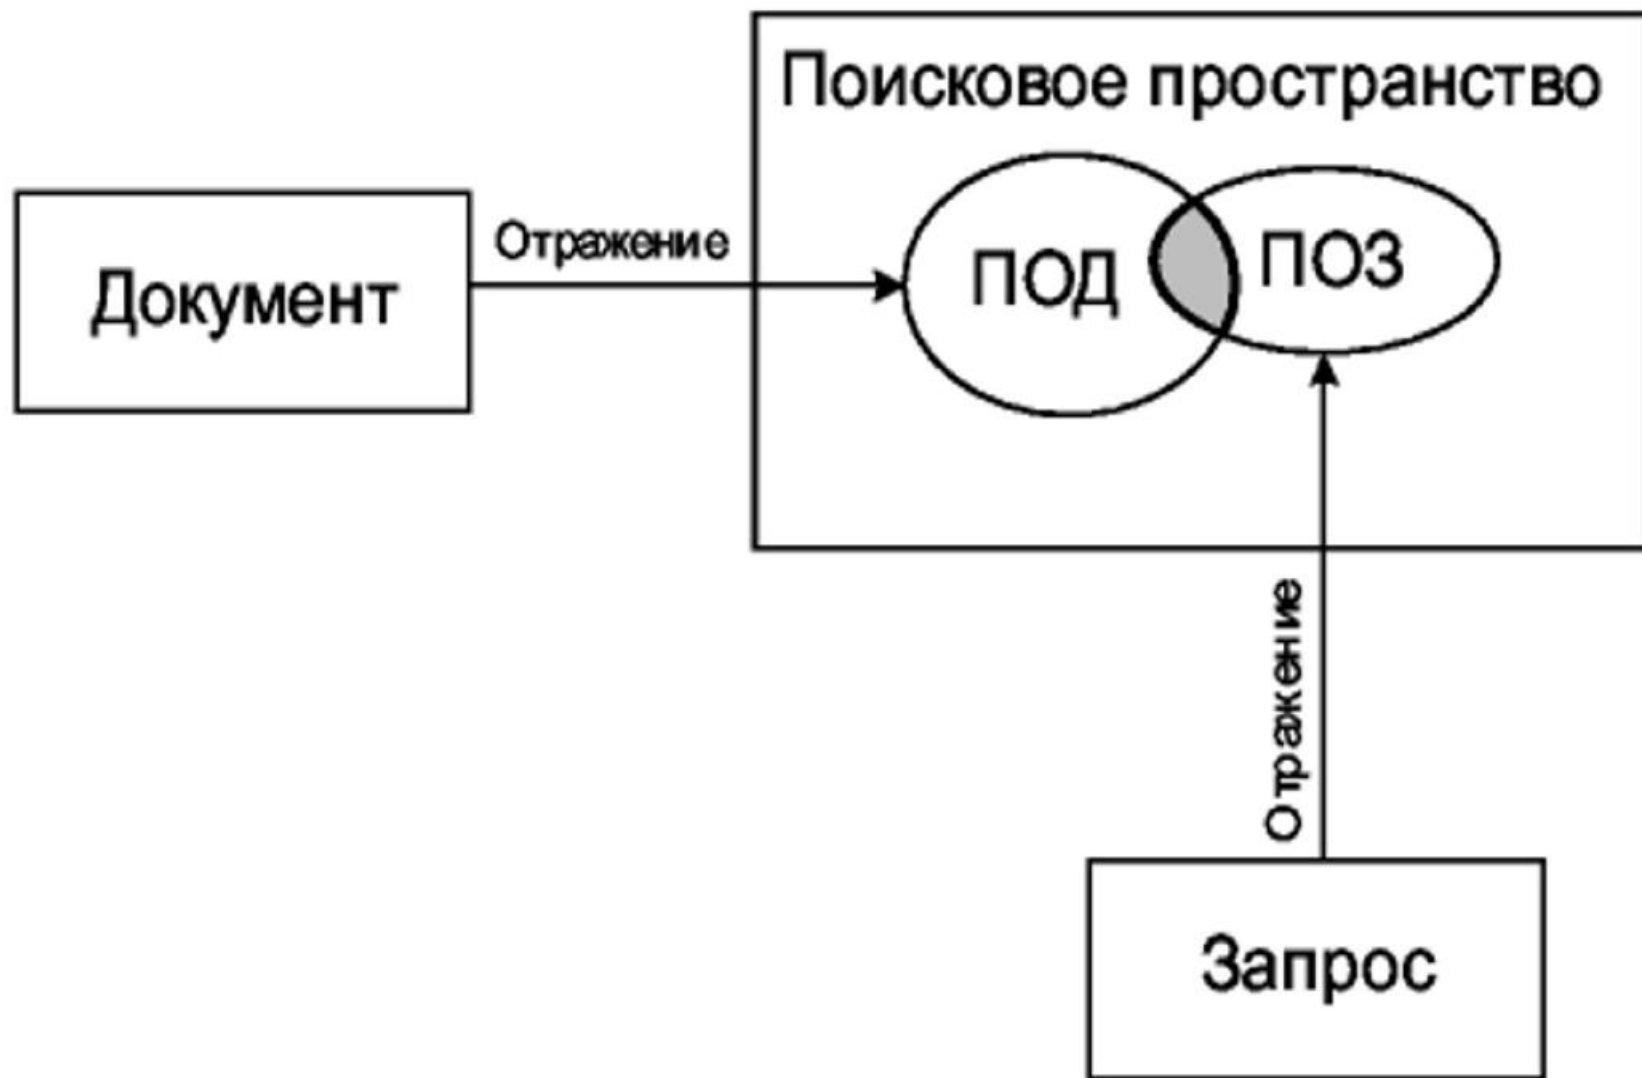 Поисковое пространство
Документ
Отражение
ПОД
ПОЗ
Отражение
Запрос